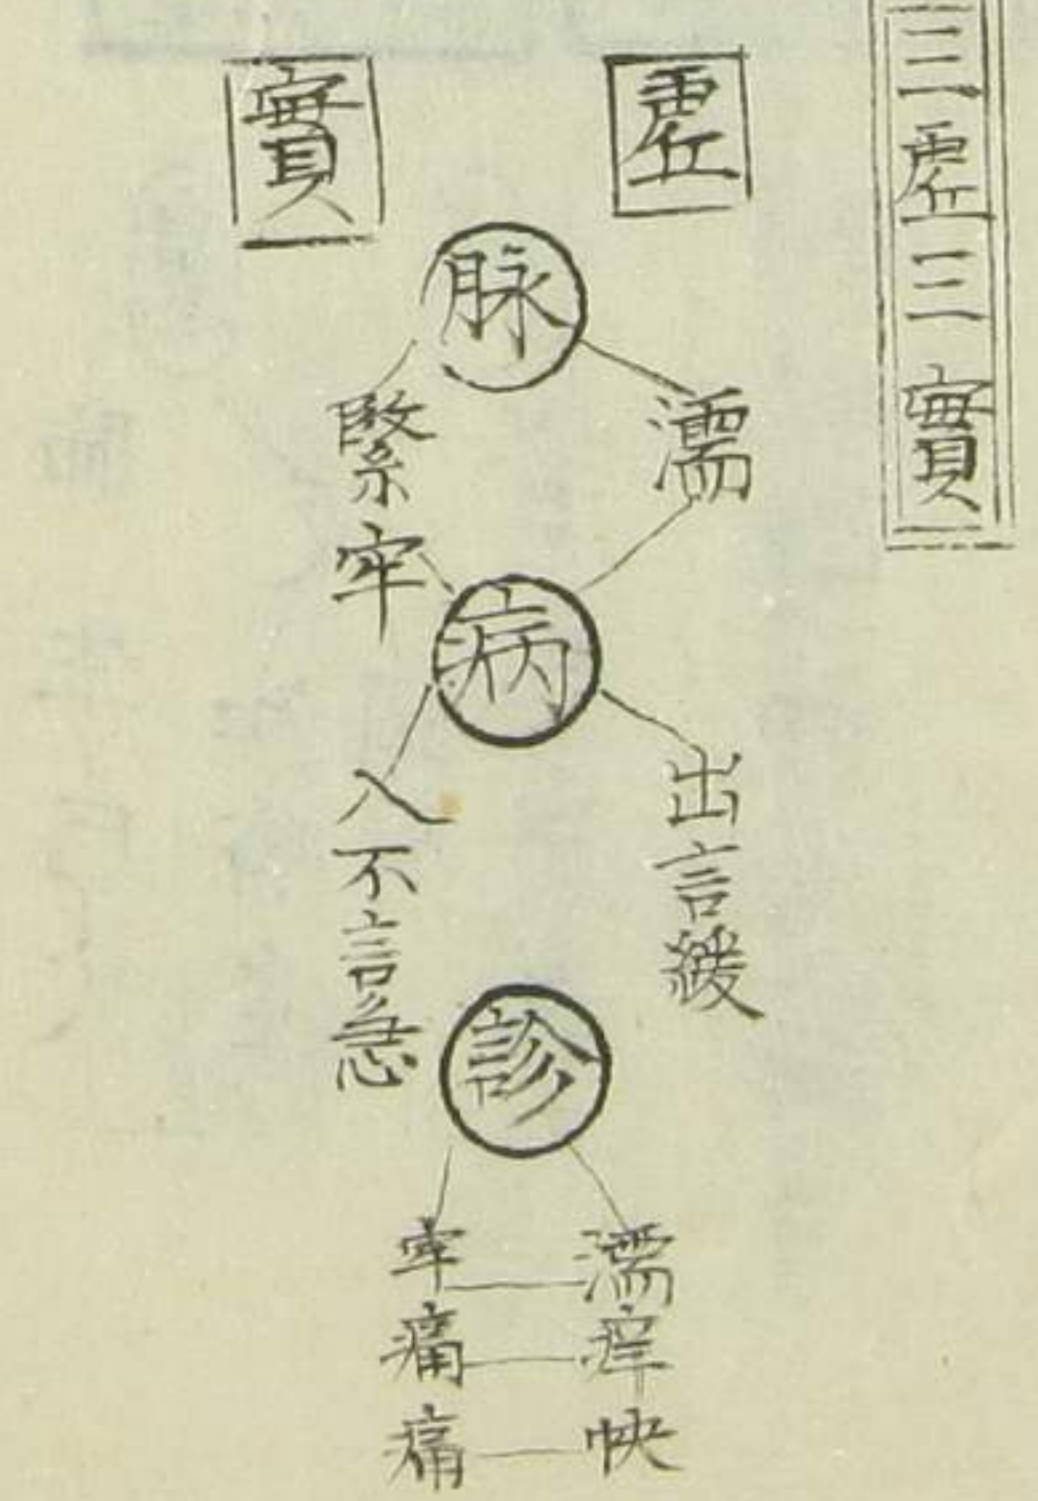 三虛三實
虛
實
脉
濡
緊牢
病
出言緩
入不言急
診
濡
牢
痒
痛
快
痛